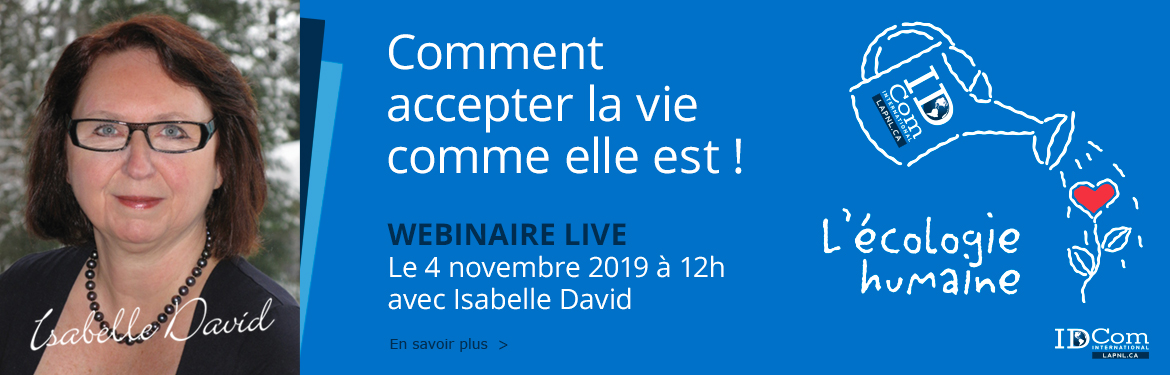 Isabelle David
Comment
accepter la vie
comme elle est !
WEBINAIRE LIVE
Le 4 novembre 2019 à 12h
avec Isabelle David
En savoir plus >
IDCom
INTERNATIONAL
LAPNL.CA
L'écologie
humaine
IDCom
INTERNATIONAL
LAPNL.CA